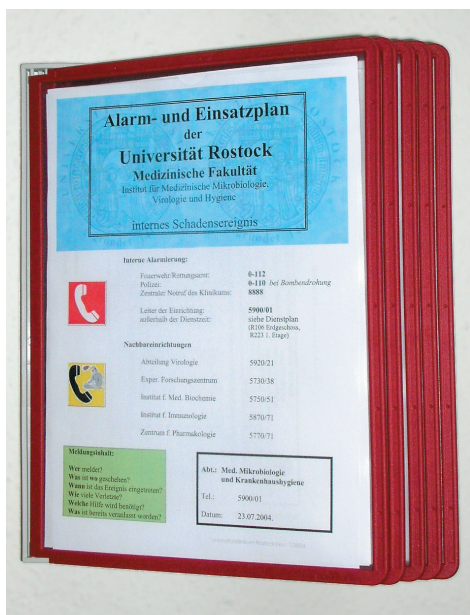 Alarm- und Einsatzplan
der
Universität Rostock
Medizinische Fakultät
Institut für Medizinische Mikrobiologie,
Virologie und Hygiene
internes Schadensereignis
Interne Alarmierung:
Feuerwehr/Rettungsamt: 0-112
Polizei: 0-110 bei Bombendrohung
Zentraler Notruf des Klinikums: 8888
Leiter der Einrichtung: 5900/01
außerhalb der Dienstzeit: siehe Dienstplan
(R106 Erdgeschoss,
R223 1. Etage)
Nachbareinrichtungen
Abteilung Virologie 5920/21
Exper. Forschungszentrum 5730/38
Institut f. Med. Biochemie 5750/51
Institut f. Immunologie 5870/71
Zentrum f. Pharmakologie 5770/71
Meldungsinhalt:
Wer meldet?
Was ist wo geschehen?
Wann ist das Ereignis eingetreten?
Wie viele Verletzte?
Welche Hilfe wird benötigt?
Was ist bereits veranlasst worden?
Abt.: Med. Mikrobiologie
und Krankenhaushygiene
Tel.: 5900/01
Datum: 23.07.2004.